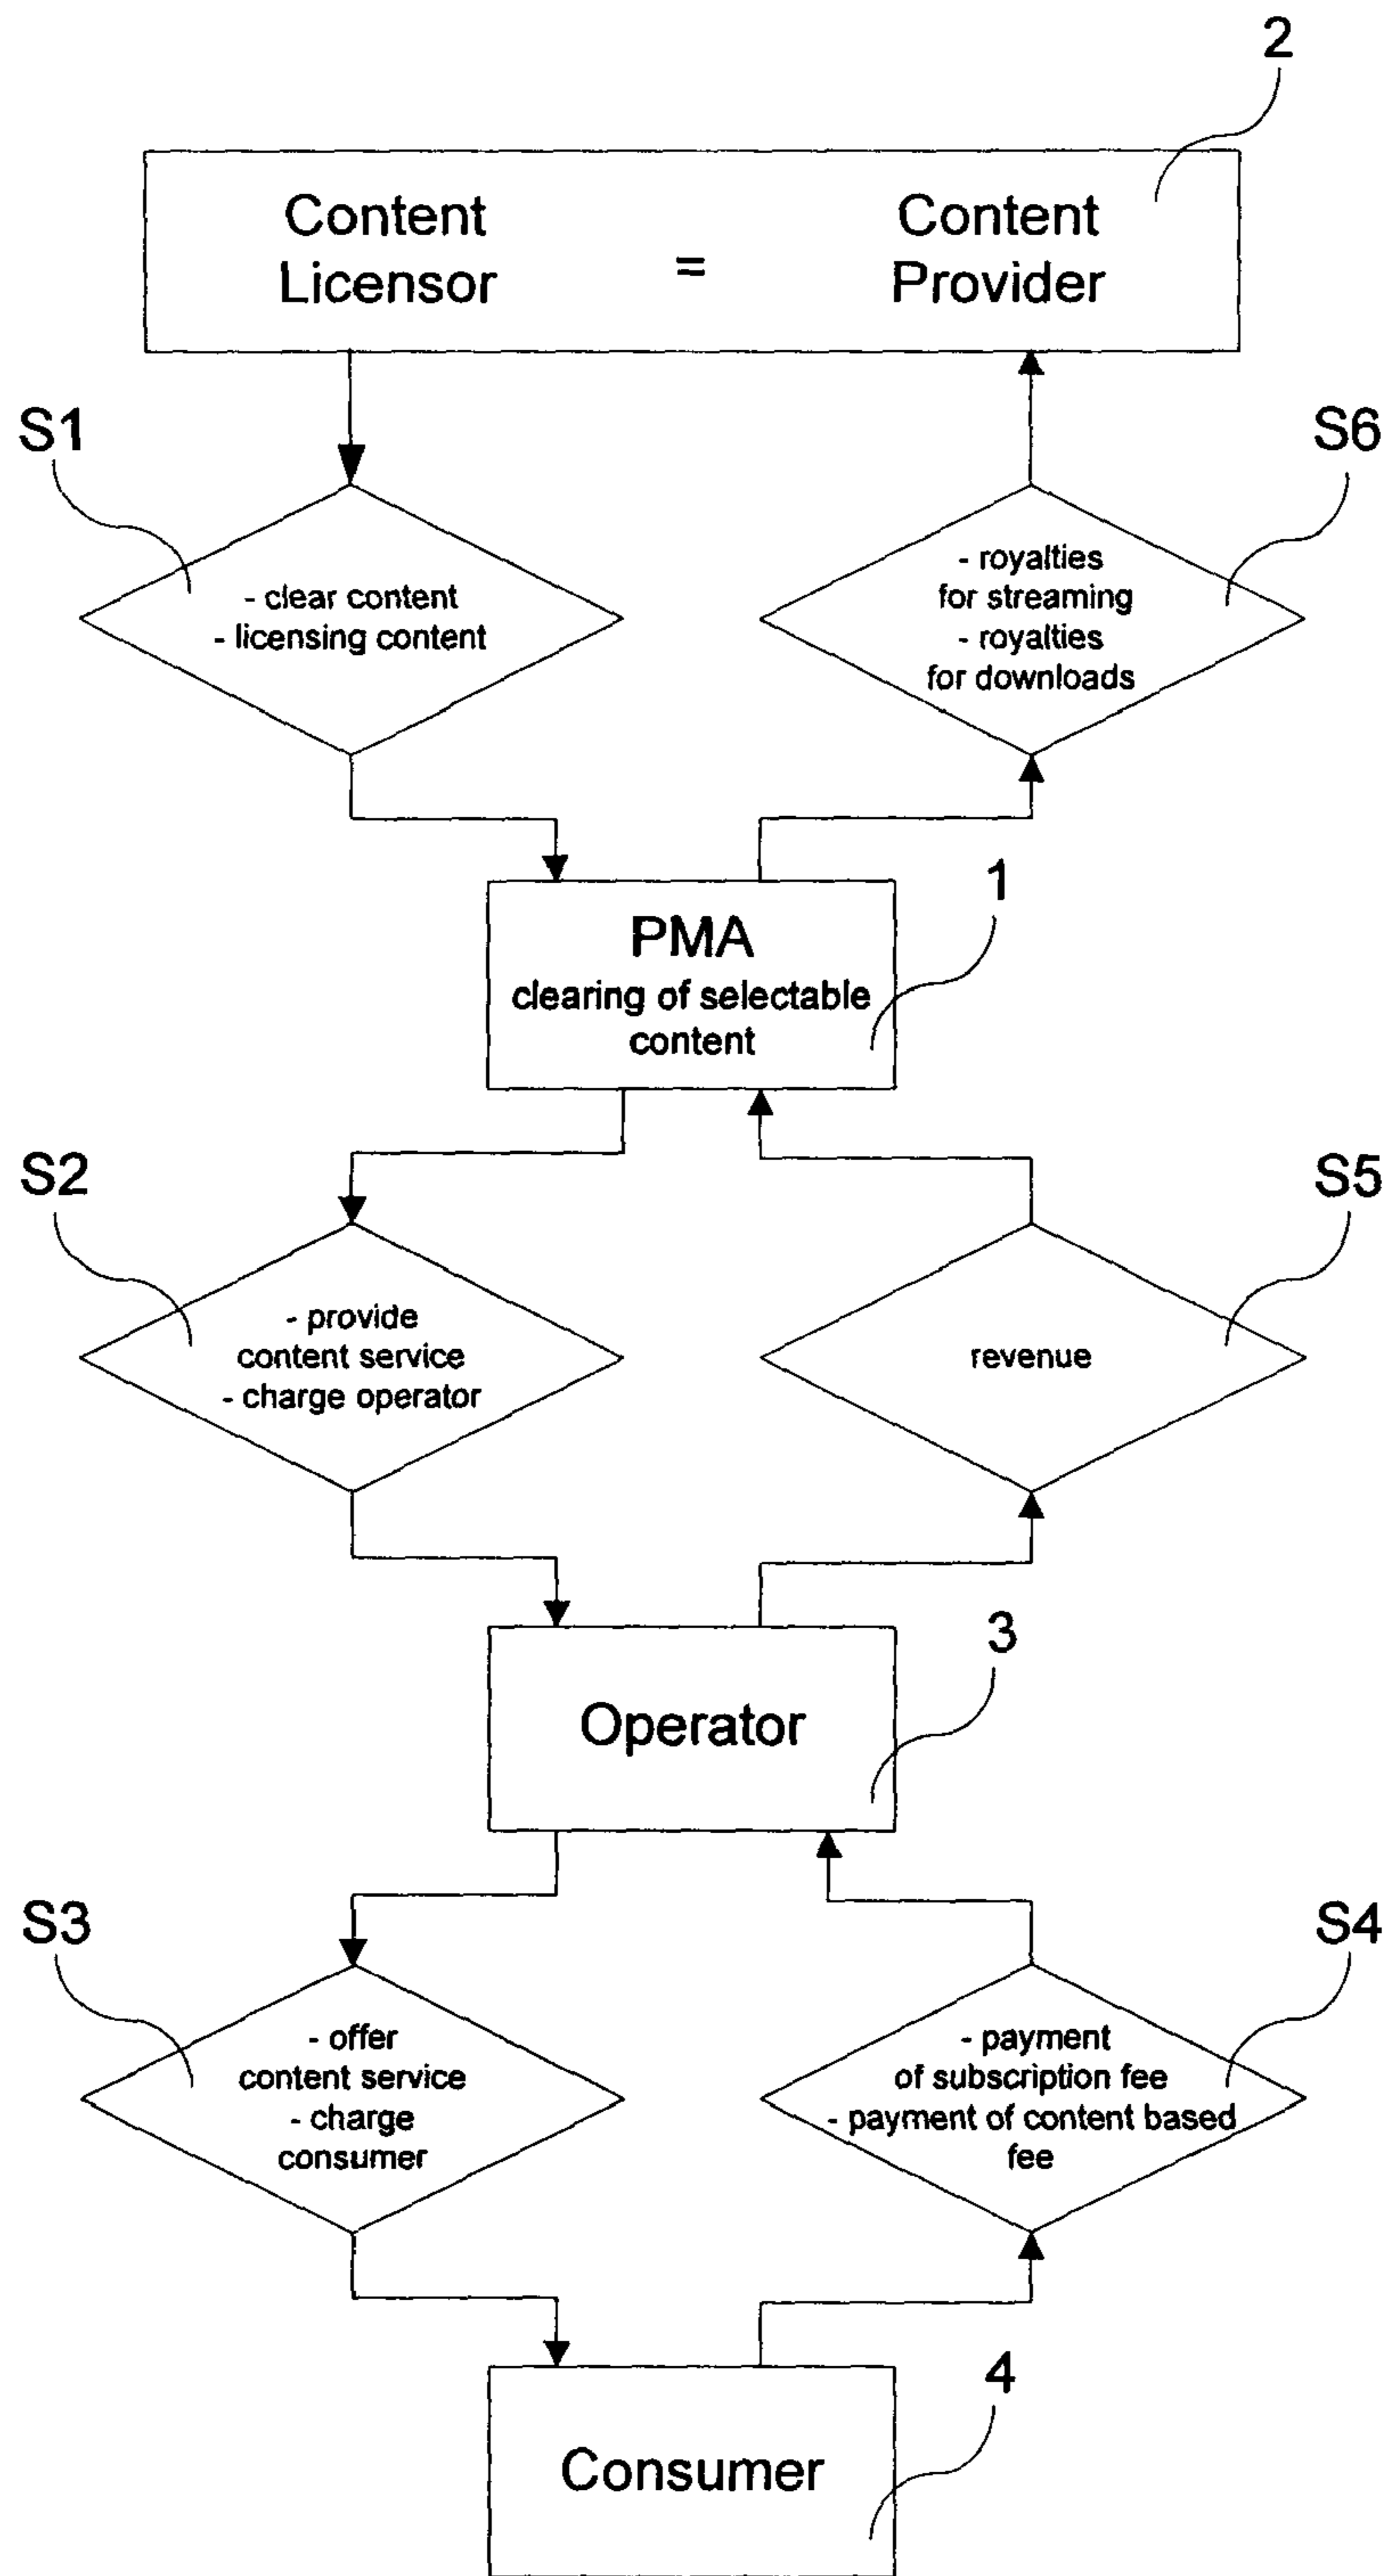 2
Content
Licensor
=
Content
Provider
S1
S6
- clear content
- licensing content
- royalties
for streaming
- royalties
for downloads
1
PMA
clearing of selectable
content
S2
S5
- provide
content service
- charge operator
revenue
3
Operator
S3
S4
- offer
content service
- charge
consumer
- payment
of subscription fee
- payment of content based
fee
4
Consumer